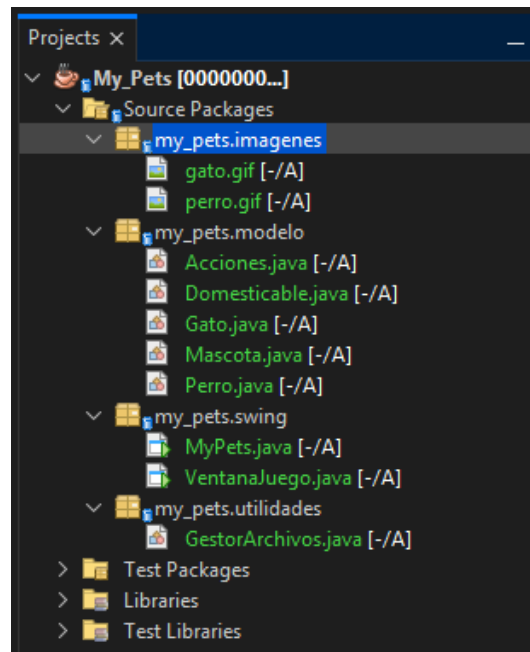 Projects ×
My_Pets [0000000...]
Source Packages
my_pets.imagenes
gato.gif [-/A]
perro.gif [-/A]
my_pets.modelo
Acciones.java [-/A]
Domesticable.java [-/A]
Gato.java [-/A]
Mascota.java [-/A]
Perro.java [-/A]
my_pets.swing
MyPets.java [-/A]
VentanaJuego.java [-/A]
my_pets.utilidades
GestorArchivos.java [-/A]
Test Packages
Libraries
Test Libraries